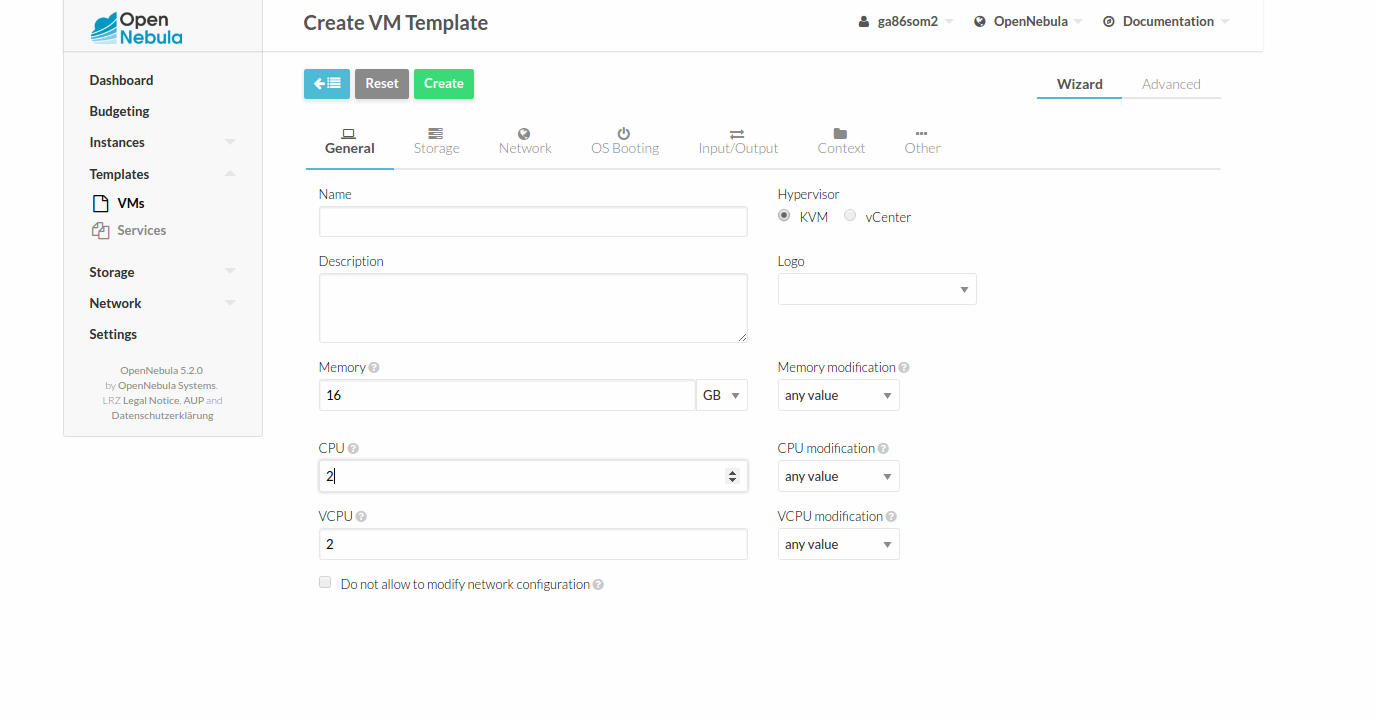 Open
Nebula
Create VM Template
ga86som2
OpenNebula
Documentation
Dashboard
Budgeting
Instances
Templates
VMs
Services
Storage
Network
Settings
OpenNebula 5.2.0
by OpenNebula Systems.
LRZ Legal Notice, AUP and
Datenschutzerklärung
Reset
Create
Wizard
Advanced
General
Storage
Network
OS Booting
Input/Output
Context
Other
Name
Hypervisor
KVM
vCenter
Description
Logo
Memory ?
Memory modification ?
16
GB
any value
CPU ?
CPU modification ?
2
any value
VCPU ?
VCPU modification ?
2
any value
Do not allow to modify network configuration ?